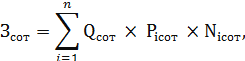 З_сот = ∑_{i=1}^{n} Q_сот × P_iсот × N_iсот,